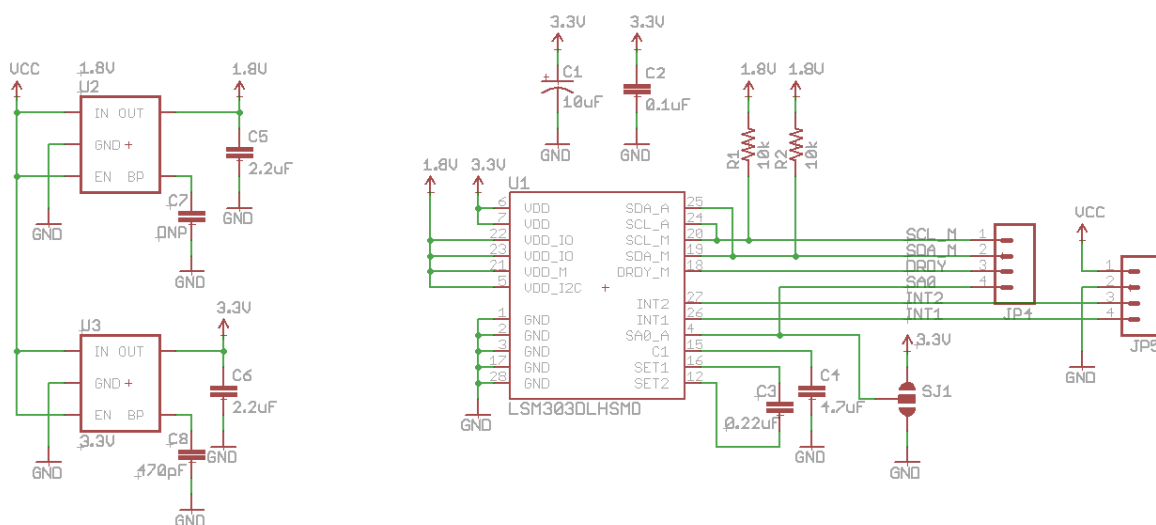 VCC
1.8V
U2
IN OUT
GND
EN BP
GND
1.8V
C5
2.2uF
GND
C7
DNP
GND
U3
IN OUT
GND
EN BP
3.3V
GND
3.3V
C6
2.2uF
GND
C8
470pF
GND
3.3V
C1
10uF
GND
3.3V
C2
0.1uF
GND
1.8V
1.8V
R1
10k
R2
10k
1.8V
3.3V
U1
6 VDD SDA_A 25
7 VDD SCL_A 24
22 VDD_IO SCL_M 20
23 VDD_IO SDA_M 19
21 VDD_M DRDY_M 18
5 VDD_I2C
INT2 27
1 GND INT1 26
2 GND SA0_A 4
3 GND C1 15
17 GND SET1 16
28 GND SET2 12
LSM303DLHSMD
GND
SCL_M 1
SDA_M 2
DRDY 3
SA0 4
INT2
INT1
JP4
VCC
1
2
3
4
JP5
GND
C3
0.22uF
C4
4.7uF
GND
3.3V
SJ1
GND